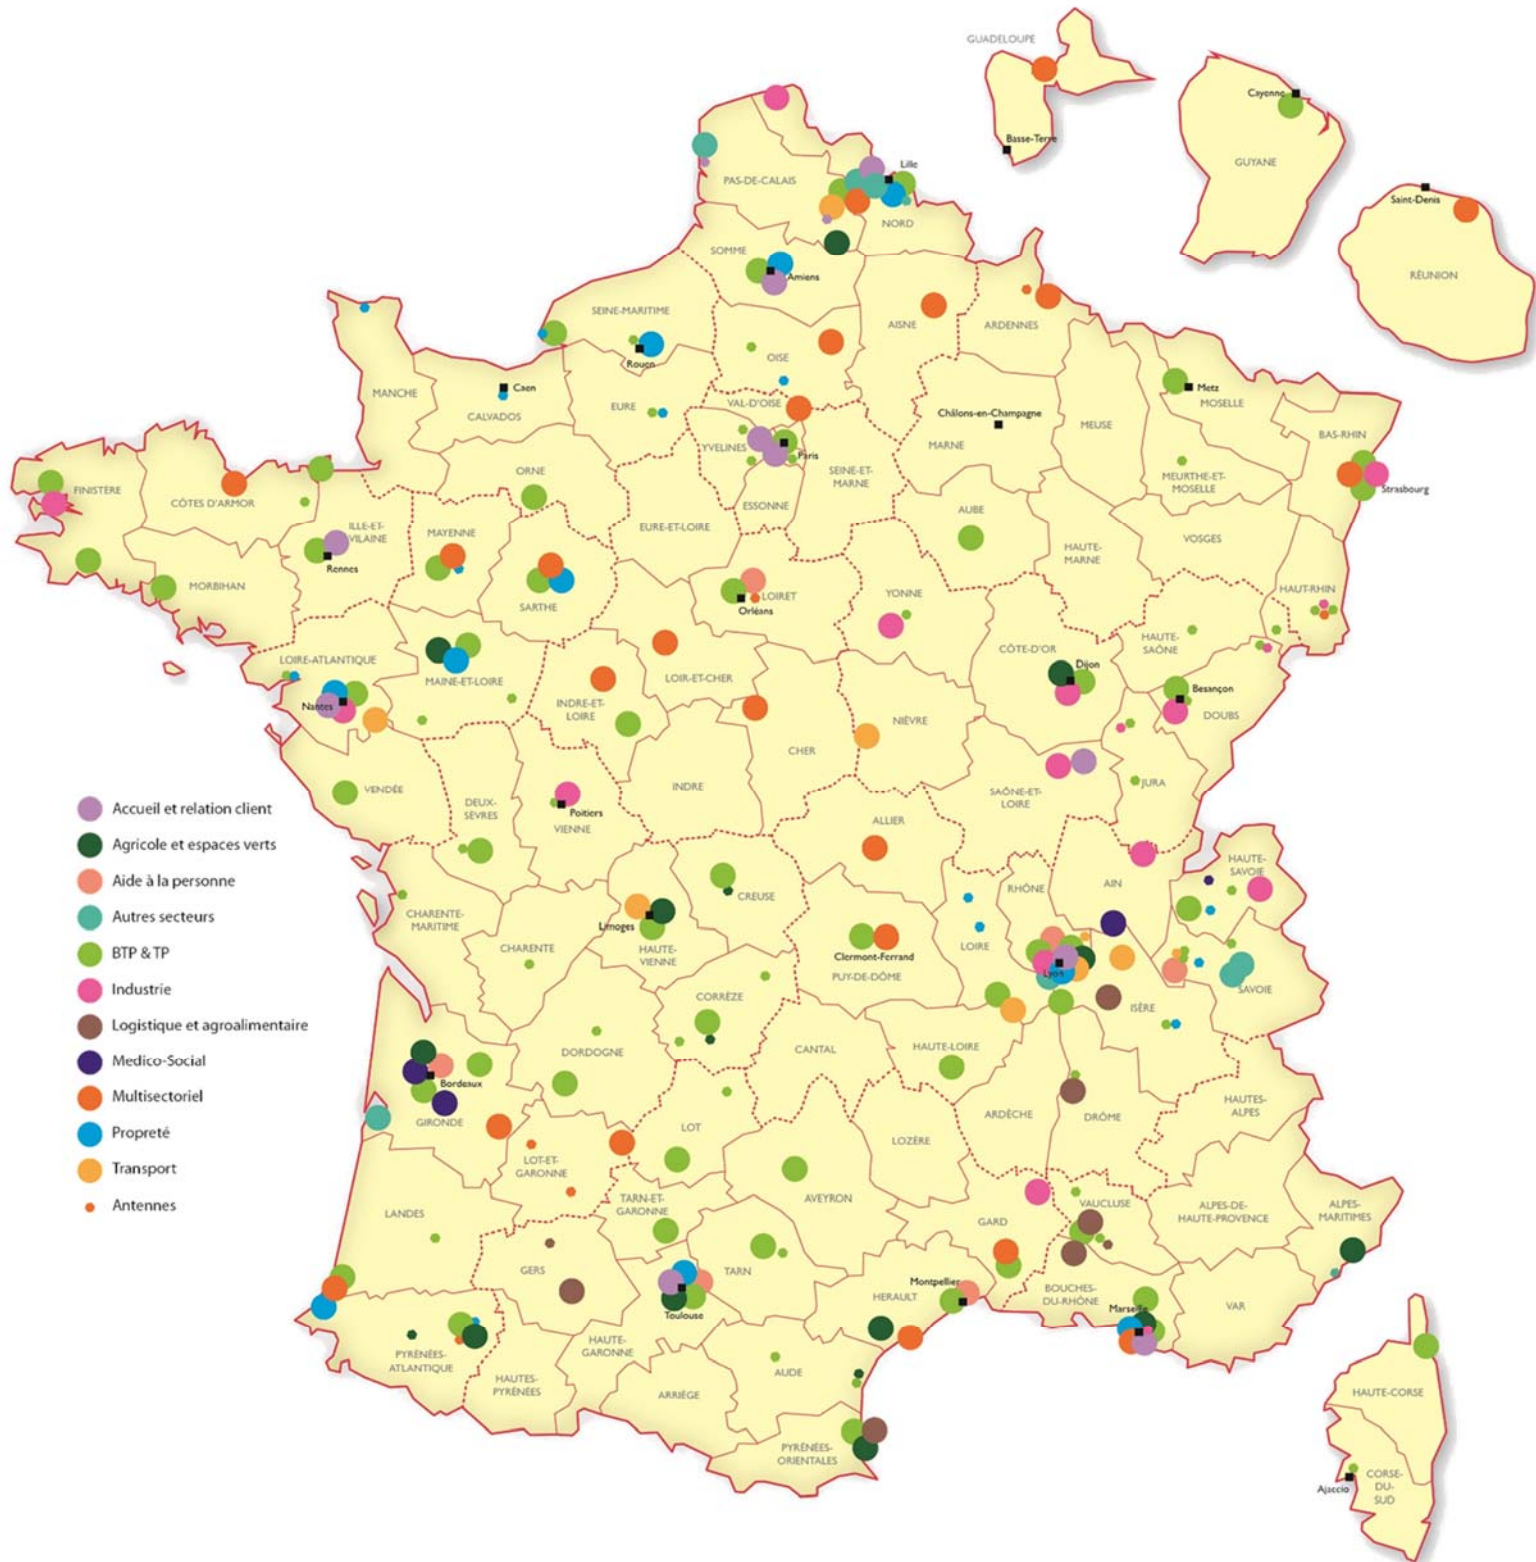 GUADELOUPE
Basse-Terre
Cayenne
GUYANE
Saint-Denis
RÉUNION
PAS-DE-CALAIS
Lille
NORD
SOMME
Amiens
SEINE-MARITIME
Rouen
OISE
AISNE
ARDENNES
MANCHE
Caen
CALVADOS
EURE
VAL-D'OISE
YVELINES
Paris
SEINE-ET-
MARNE
ESSONNE
Châlons-en-Champagne
MARNE
MEUSE
Metz
MOSELLE
MEURTHE-ET-
MOSELLE
BAS-RHIN
Strasbourg
FINISTÈRE
CÔTES D'ARMOR
ILLE-ET-
VILAINE
Rennes
MORBIHAN
ORNE
MAYENNE
SARTHE
EURE-ET-LOIRE
Orléans
LOIRET
AUBE
YONNE
HAUTE-
MARNE
VOSGES
HAUT-RHIN
HAUTE-
SAÔNE
LOIRE-ATLANTIQUE
Nantes
MAINE-ET-LOIRE
INDRE-ET-
LOIRE
LOIR-ET-CHER
CHER
NIÈVRE
CÔTE-D'OR
Dijon
Besançon
DOUBS
JURA
SAÔNE-ET-
LOIRE
VENDÉE
DEUX-
SÈVRES
Poitiers
VIENNE
INDRE
ALLIER
Accueil et relation client
Agricole et espaces verts
Aide à la personne
Autres secteurs
BTP & TP
Industrie
Logistique et agroalimentaire
Medico-Social
Multisectoriel
Propreté
Transport
Antennes
CHARENTE-
MARITIME
CHARENTE
Limoges
HAUTE-
VIENNE
CREUSE
Clermont-Ferrand
PUY-DE-DÔME
LOIRE
RHÔNE
Lyon
AIN
HAUTE-
SAVOIE
SAVOIE
ISÈRE
CORRÈZE
DORDOGNE
CANTAL
HAUTE-LOIRE
ARDÈCHE
DRÔME
HAUTES-
ALPES
Bordeaux
GIRONDE
LOT-ET-
GARONNE
LOT
AVEYRON
LOZÈRE
LANDES
TARN-ET-
GARONNE
GERS
TARN
Toulouse
HAUTE-
GARONNE
GARD
VAUCLUSE
ALPES-DE-
HAUTE-PROVENCE
ALPES-
MARITIMES
BOUCHES-
DU-RHÔNE
Marseille
VAR
Montpellier
HERAULT
PYRÉNÉES-
ATLANTIQUE
HAUTES-
PYRÉNÉES
ARRIÈGE
AUDE
PYRÉNÉES-
ORIENTALES
HAUTE-CORSE
Ajaccio
CORSE-
DU-
SUD